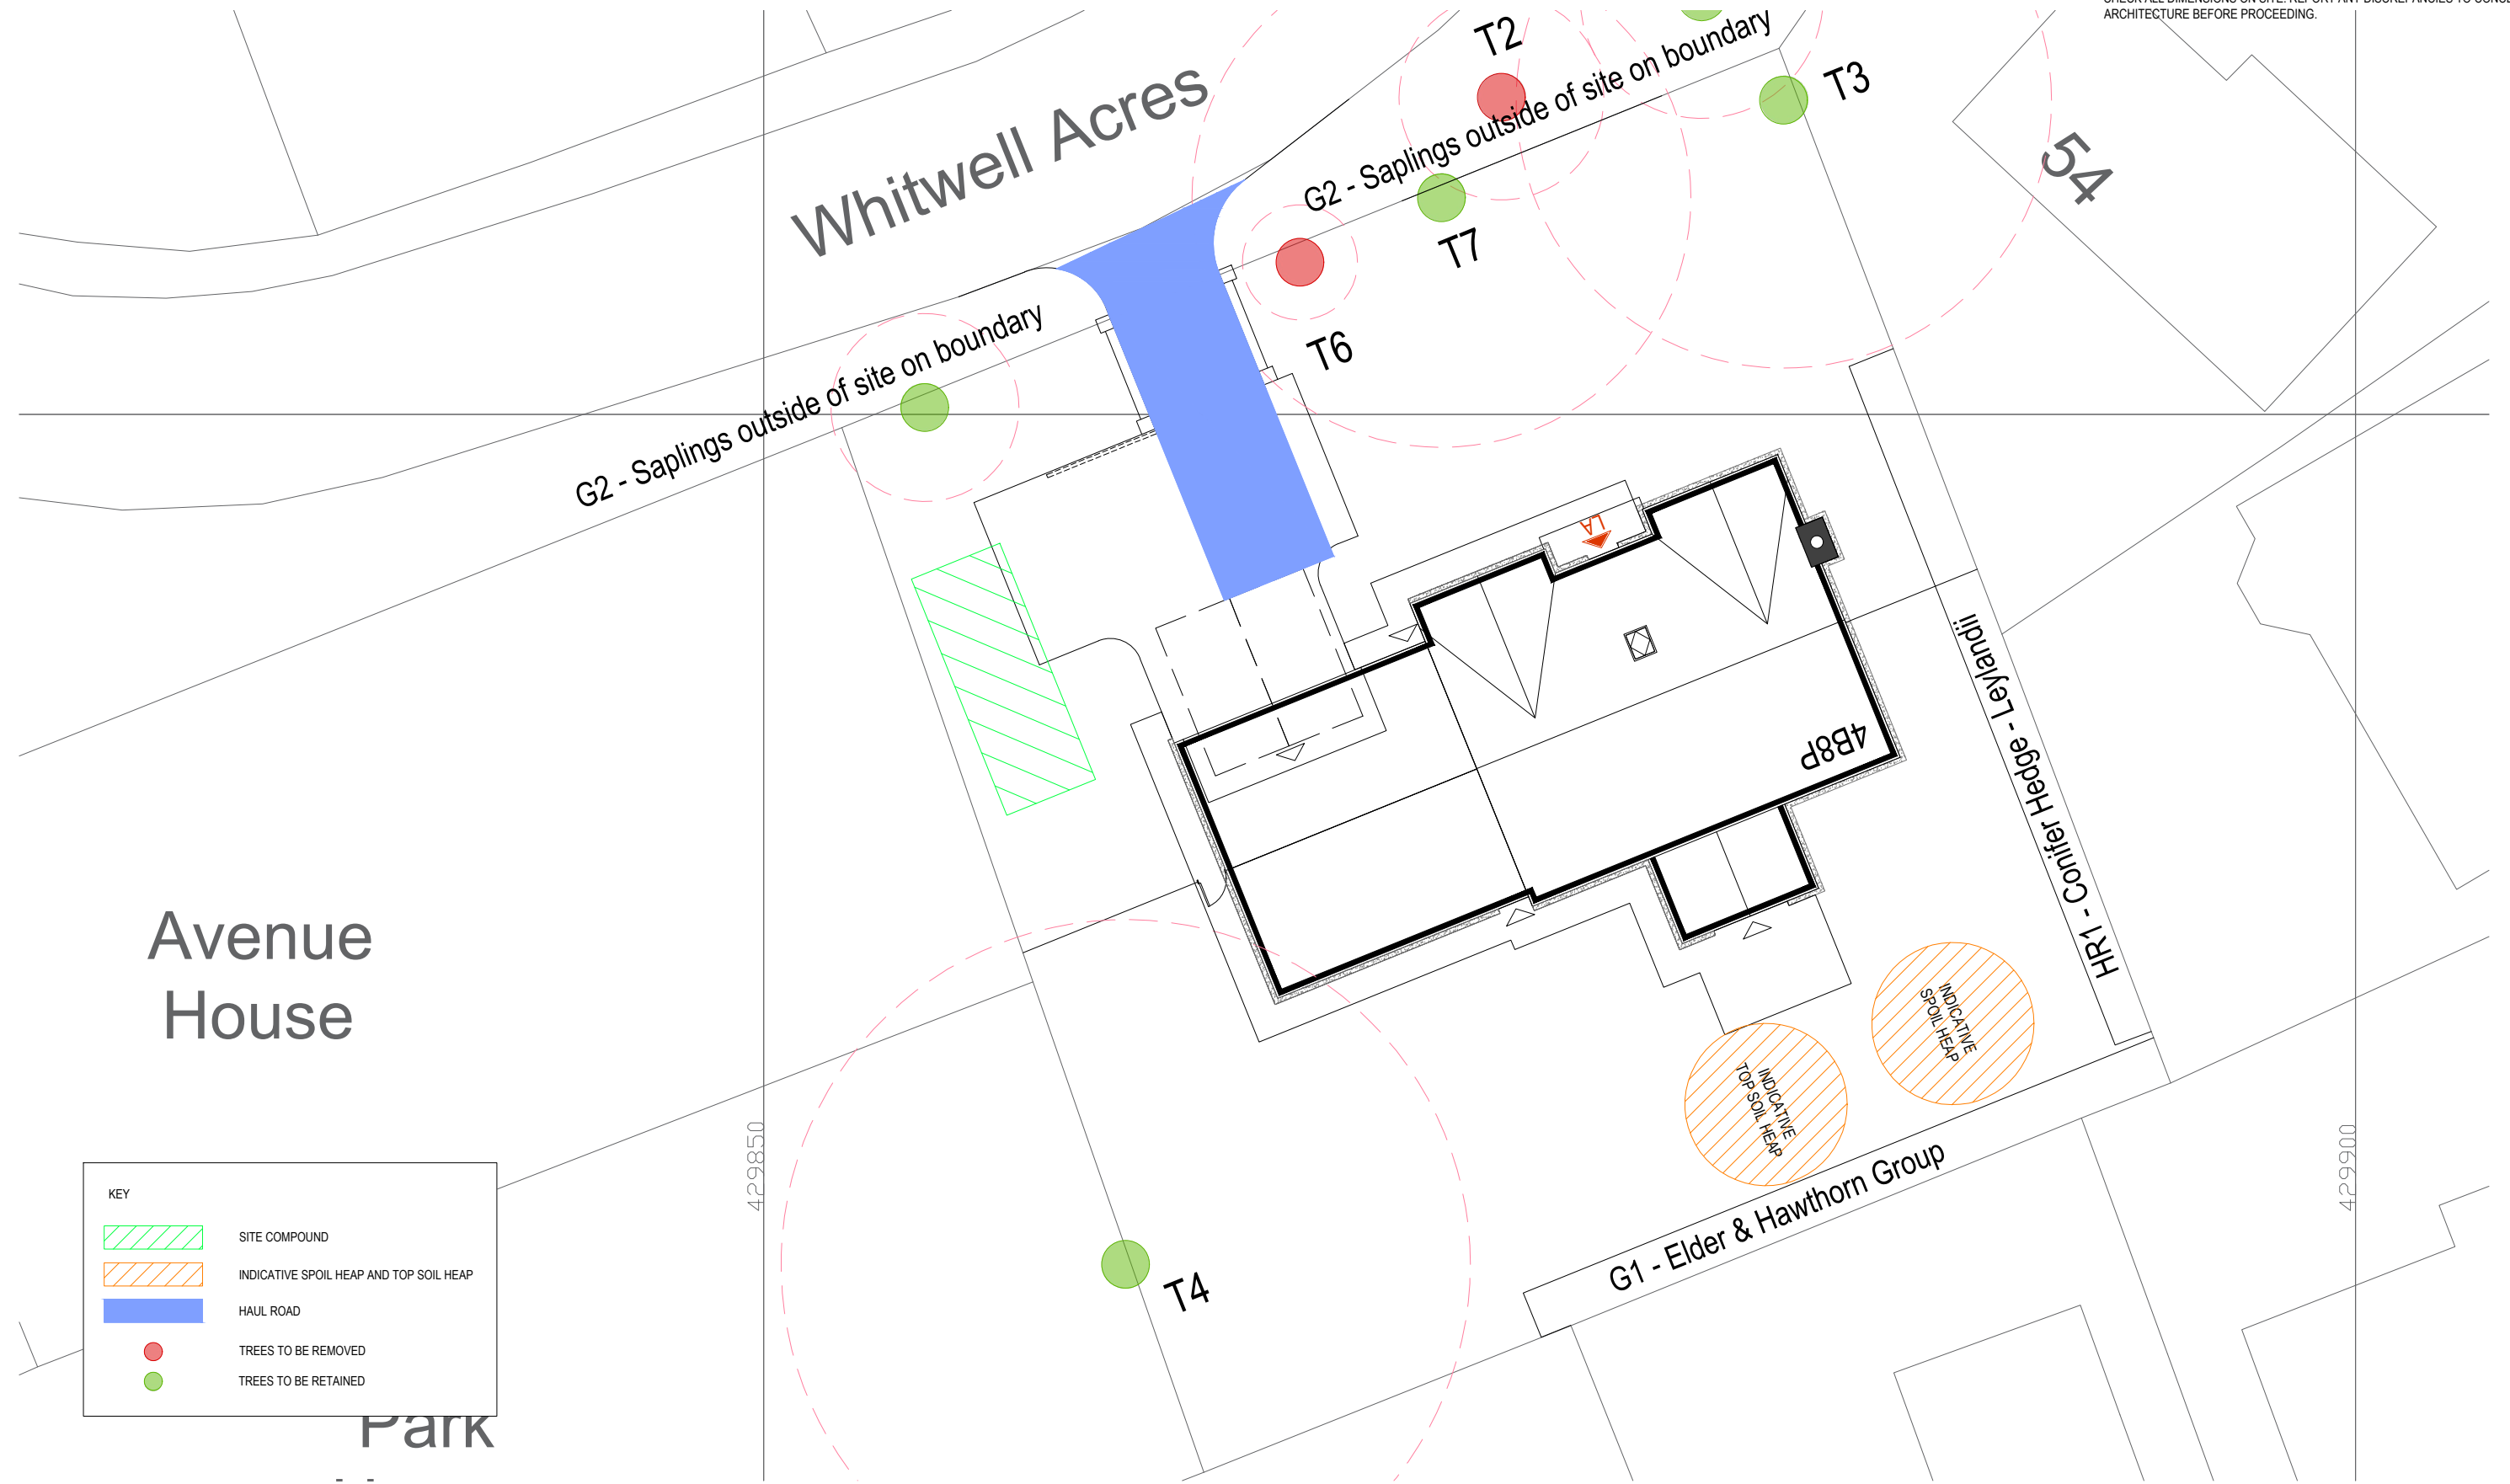 ARCHITECTURE BEFORE PROCEEDING.
T2
T3
Whitwell Acres
G2 - Saplings outside of site on boundary
54
T7
T6
G2 - Saplings outside of site on boundary
LA
4B8P
HR1 - Conifer Hedge - Leylandii
Avenue
House
INDICATIVE
SPOIL HEAP
INDICATIVE
TOP SOIL HEAP
429850
429900
G1 - Elder & Hawthorn Group
T4
KEY
SITE COMPOUND
INDICATIVE SPOIL HEAP AND TOP SOIL HEAP
HAUL ROAD
TREES TO BE REMOVED
TREES TO BE RETAINED
Park